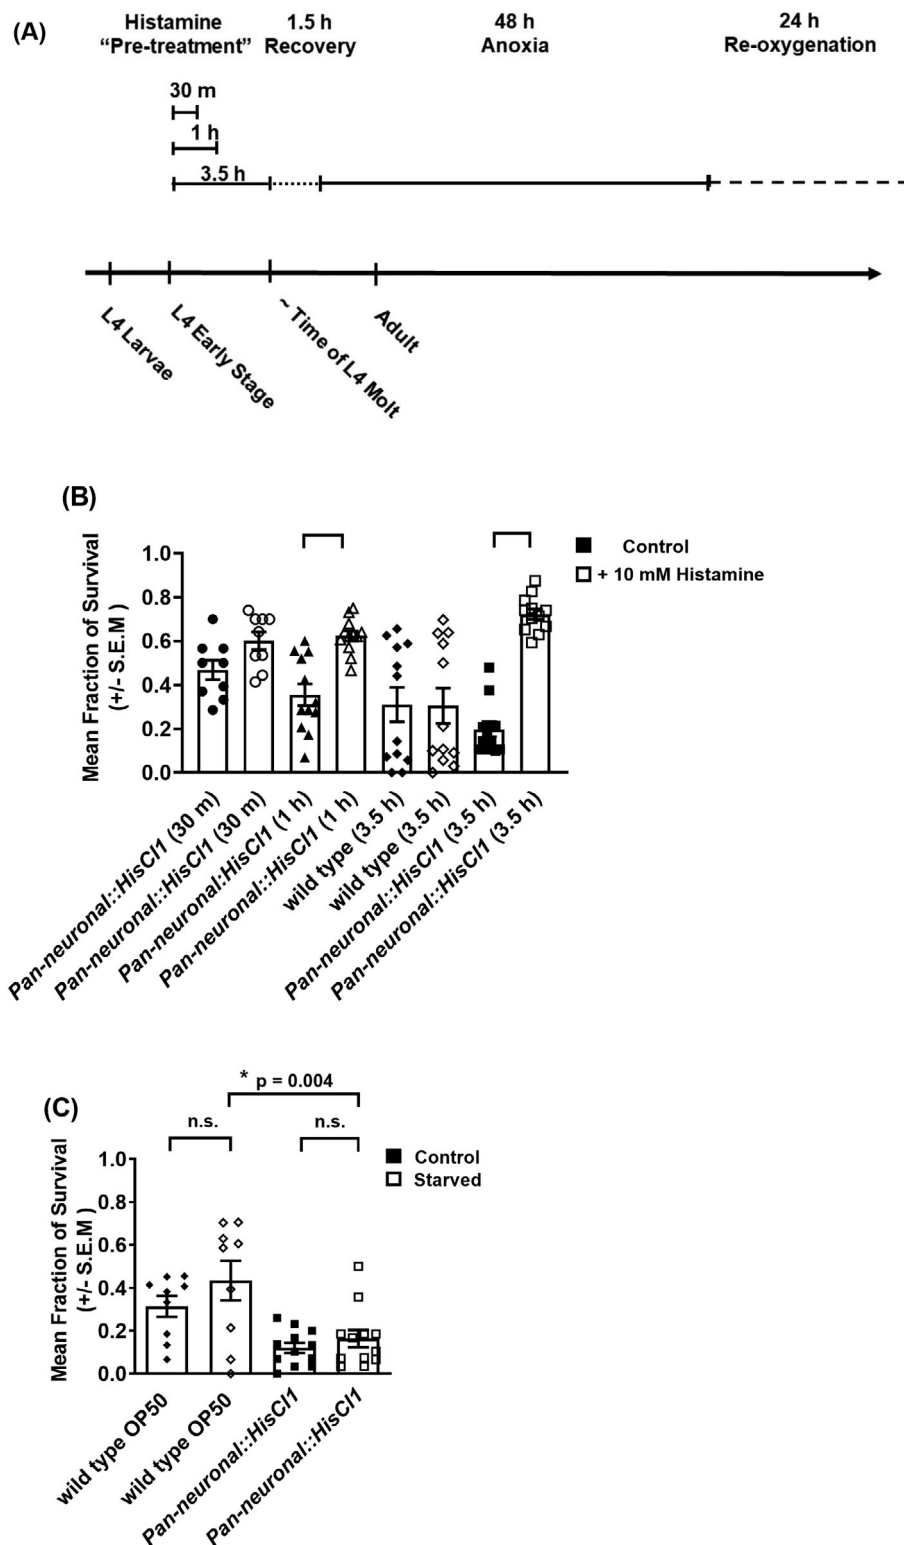 (A)
Histamine "Pre-treatment"
1.5 h Recovery
48 h Anoxia
24 h Re-oxygenation
30 m
1 h
3.5 h
L4 Larvae
L4 Early Stage
~ Time of L4 Molt
Adult
(B)
Mean Fraction of Survival
(+/- S.E.M )
1.0
0.8
0.6
0.4
0.2
0.0
Control
+ 10 mM Histamine
Pan-neuronal::HisCl1 (30 m)
Pan-neuronal::HisCl1 (30 m)
Pan-neuronal:HisCl1 (1 h)
Pan-neuronal::HisCl1 (1 h)
wild type (3.5 h)
wild type (3.5 h)
Pan-neuronal::HisCl1 (3.5 h)
Pan-neuronal::HisCl1 (3.5 h)
(C)
* p = 0.004
n.s.
n.s.
Mean Fraction of Survival
(+/- S.E.M )
1.0
0.8
0.6
0.4
0.2
0.0
Control
Starved
wild type OP50
wild type OP50
Pan-neuronal::HisCl1
Pan-neuronal::HisCl1